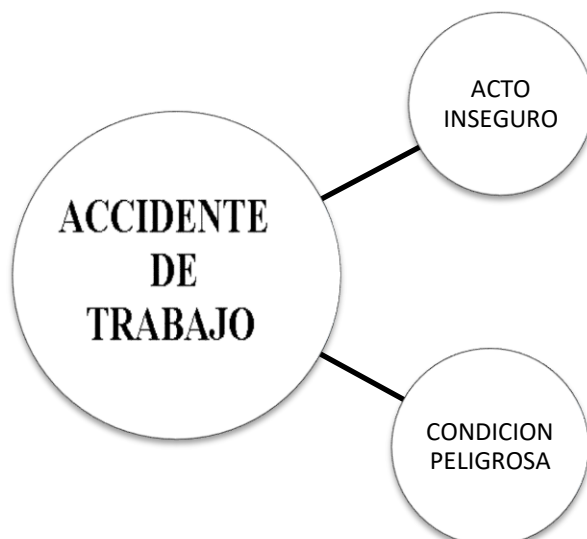 ACTO
INSEGURO
ACCIDENTE
DE
TRABAJO
CONDICION
PELIGROSA